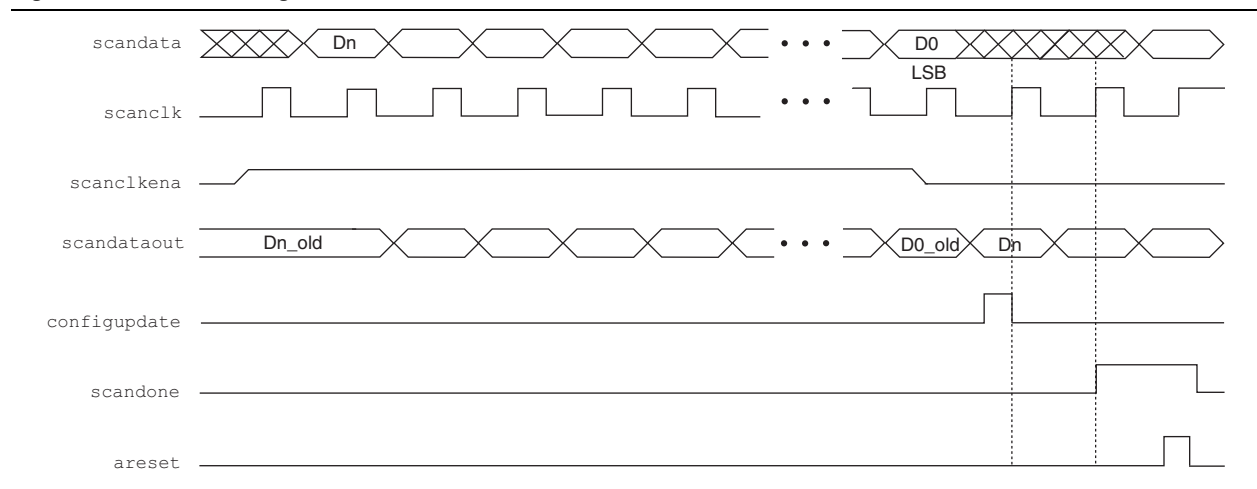 scandata Dn D0
LSB
scanclk
scanclkena
scandataout Dn_old D0_old Dn
configupdate
scandone
areset